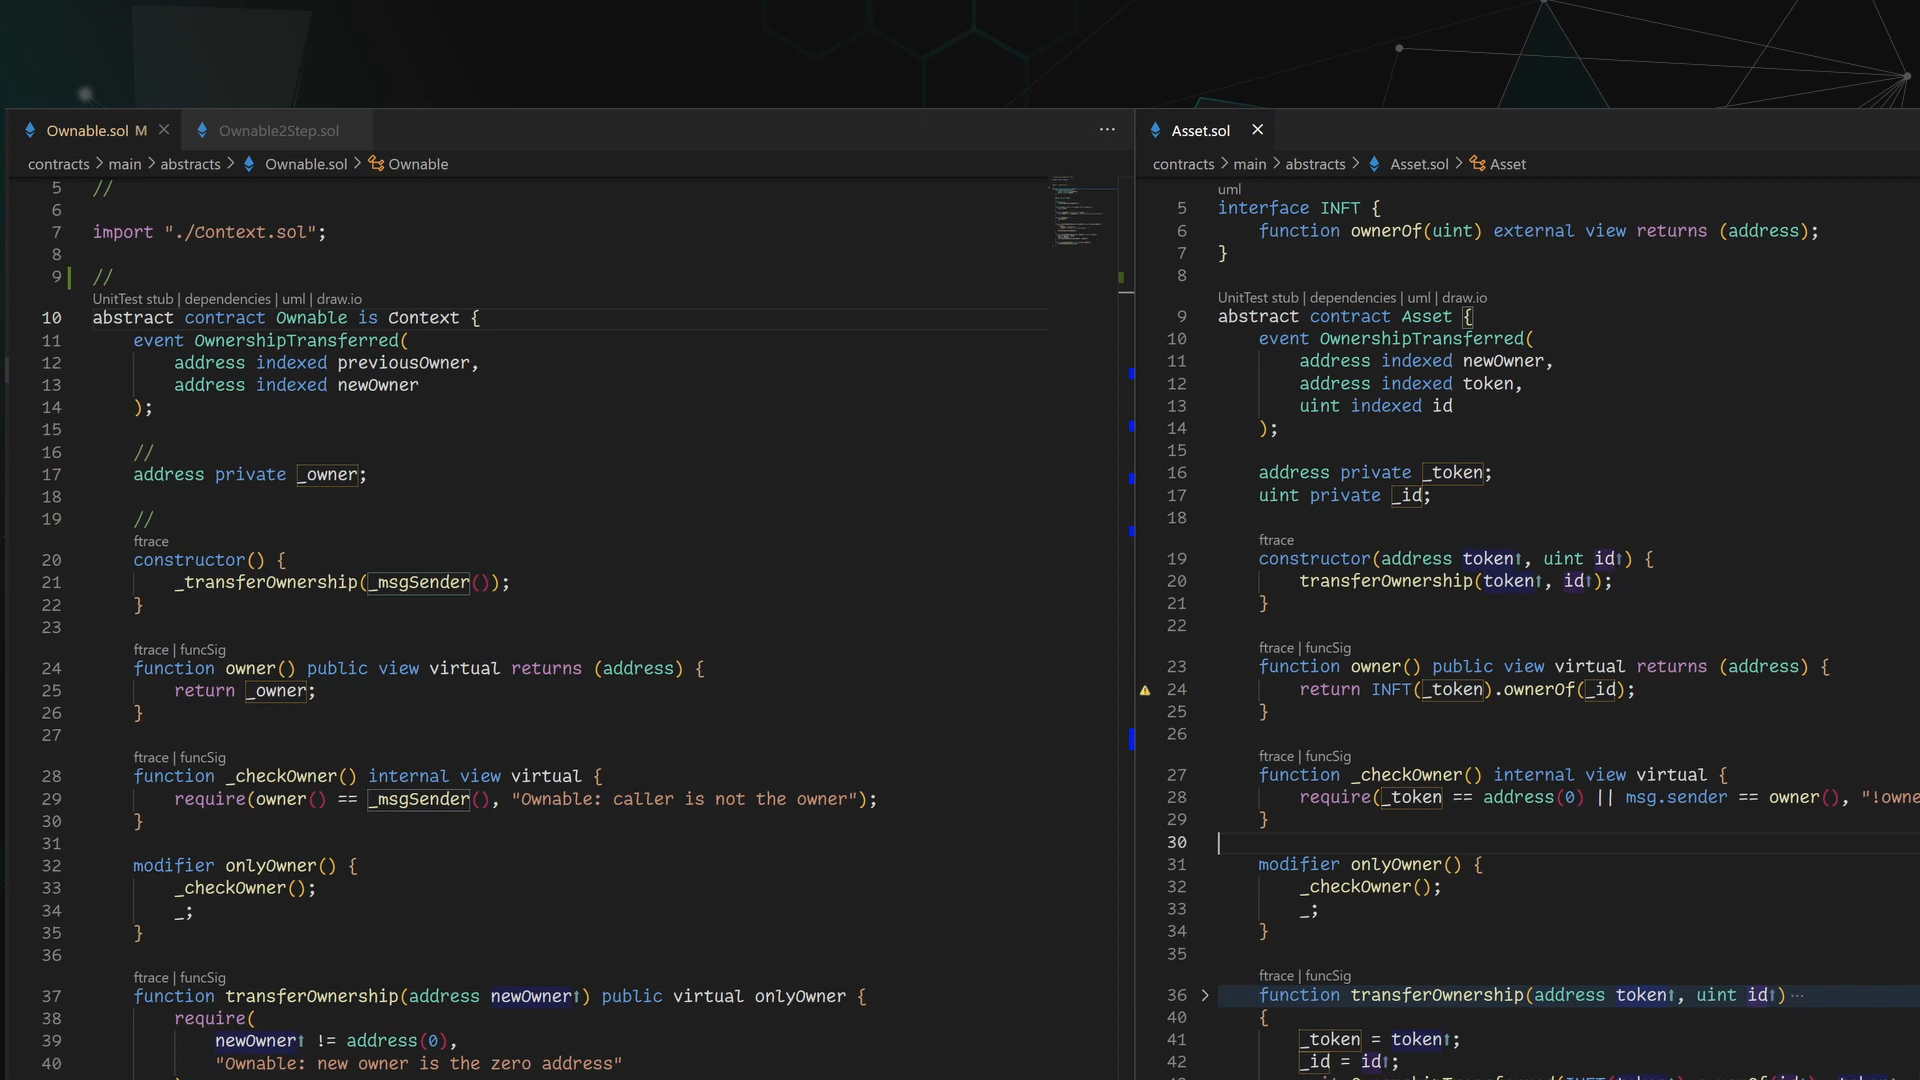 Ownable.sol M
Ownable2Step.sol
contracts > main > abstracts > Ownable.sol > Ownable
5 //
6
7 import "./Context.sol";
8
9 //
UnitTest stub | dependencies | uml | draw.io
10 abstract contract Ownable is Context {
11 event OwnershipTransferred(
12 address indexed previousOwner,
13 address indexed newOwner
14 );
15
16 //
17 address private _owner;
18
19 //
ftrace
20 constructor() {
21 _transferOwnership(_msgSender());
22 }
23
ftrace | funcSig
24 function owner() public view virtual returns (address) {
25 return _owner;
26 }
27
ftrace | funcSig
28 function _checkOwner() internal view virtual {
29 require(owner() == _msgSender(), "Ownable: caller is not the owner");
30 }
31
32 modifier onlyOwner() {
33 _checkOwner();
34 _;
35 }
36
ftrace | funcSig
37 function transferOwnership(address newOwner↑) public virtual onlyOwner {
38 require(
39 newOwner↑ != address(0),
40 "Ownable: new owner is the zero address"
Asset.sol
contracts > main > abstracts > Asset.sol > Asset
uml
5 interface INFT {
6 function ownerOf(uint) external view returns (address);
7 }
8
UnitTest stub | dependencies | uml | draw.io
9 abstract contract Asset {
10 event OwnershipTransferred(
11 address indexed newOwner,
12 address indexed token,
13 uint indexed id
14 );
15
16 address private _token;
17 uint private _id;
18
ftrace
19 constructor(address token↑, uint id↑) {
20 transferOwnership(token↑, id↑);
21 }
22
ftrace | funcSig
23 function owner() public view virtual returns (address) {
24 return INFT(_token).ownerOf(_id);
25 }
26
ftrace | funcSig
27 function _checkOwner() internal view virtual {
28 require(_token == address(0) || msg.sender == owner(), "!owne
29 }
30
31 modifier onlyOwner() {
32 _checkOwner();
33 _;
34 }
35
ftrace | funcSig
36 function transferOwnership(address token↑, uint id↑) ···
40 {
41 _token = token↑;
42 _id = id↑;